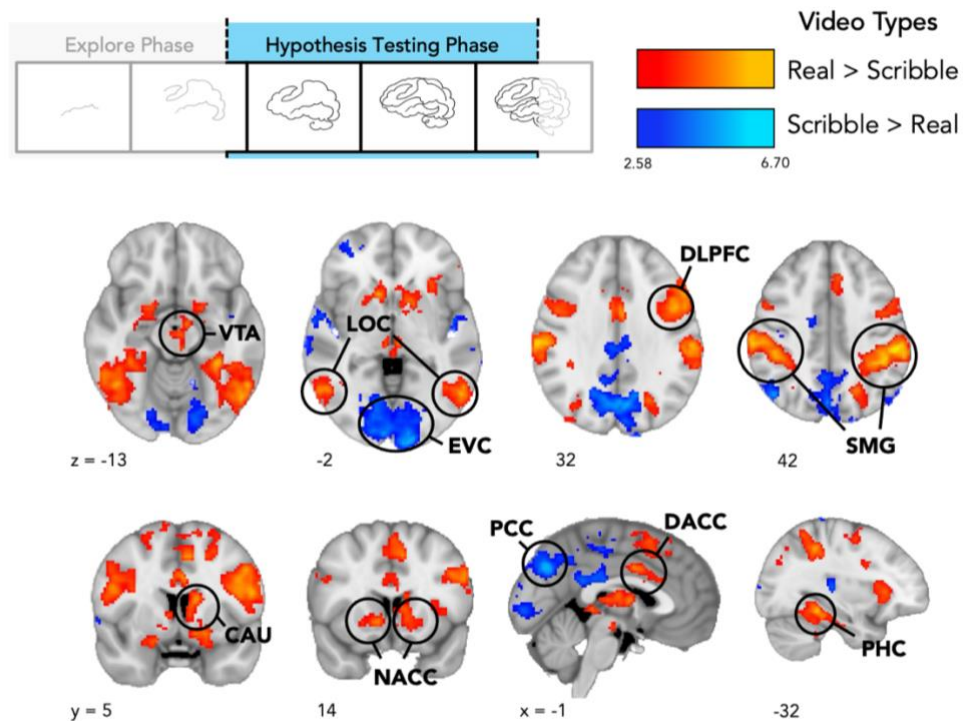 Explore Phase
Hypothesis Testing Phase
Video Types
Real > Scribble
Scribble > Real
2.58
6.70
DLPFC
LOC
VTA
EVC
SMG
z = -13
-2
32
42
PCC
DACC
CAU
NACC
PHC
y = 5
14
x = -1
-32